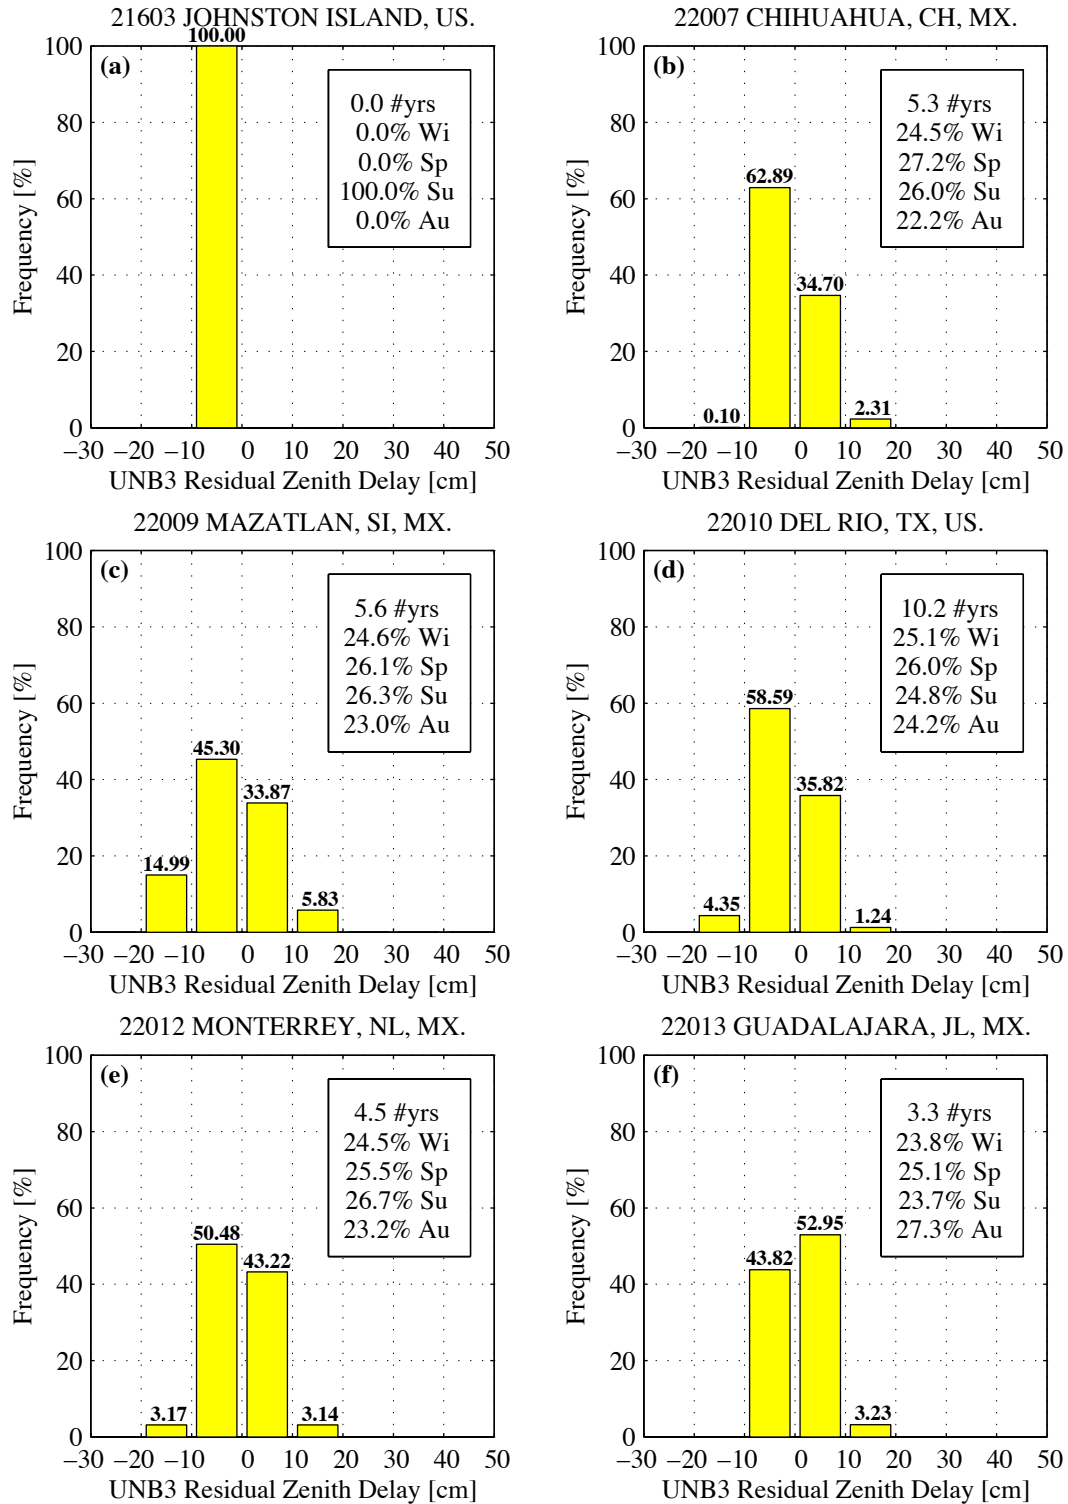 21603 JOHNSTON ISLAND, US.
100.00
(a)
0.0 #yrs
0.0% Wi
0.0% Sp
100.0% Su
0.0% Au
Frequency [%]
100
80
60
40
20
0
−30 −20 −10 0 10 20 30 40 50
UNB3 Residual Zenith Delay [cm]
22007 CHIHUAHUA, CH, MX.
(b)
5.3 #yrs
24.5% Wi
27.2% Sp
26.0% Su
22.2% Au
0.10
62.89
34.70
2.31
Frequency [%]
100
80
60
40
20
0
−30 −20 −10 0 10 20 30 40 50
UNB3 Residual Zenith Delay [cm]
22009 MAZATLAN, SI, MX.
(c)
5.6 #yrs
24.6% Wi
26.1% Sp
26.3% Su
23.0% Au
14.99
45.30
33.87
5.83
Frequency [%]
100
80
60
40
20
0
−30 −20 −10 0 10 20 30 40 50
UNB3 Residual Zenith Delay [cm]
22010 DEL RIO, TX, US.
(d)
10.2 #yrs
25.1% Wi
26.0% Sp
24.8% Su
24.2% Au
4.35
58.59
35.82
1.24
Frequency [%]
100
80
60
40
20
0
−30 −20 −10 0 10 20 30 40 50
UNB3 Residual Zenith Delay [cm]
22012 MONTERREY, NL, MX.
(e)
4.5 #yrs
24.5% Wi
25.5% Sp
26.7% Su
23.2% Au
3.17
50.48
43.22
3.14
Frequency [%]
100
80
60
40
20
0
−30 −20 −10 0 10 20 30 40 50
UNB3 Residual Zenith Delay [cm]
22013 GUADALAJARA, JL, MX.
(f)
3.3 #yrs
23.8% Wi
25.1% Sp
23.7% Su
27.3% Au
43.82
52.95
3.23
Frequency [%]
100
80
60
40
20
0
−30 −20 −10 0 10 20 30 40 50
UNB3 Residual Zenith Delay [cm]